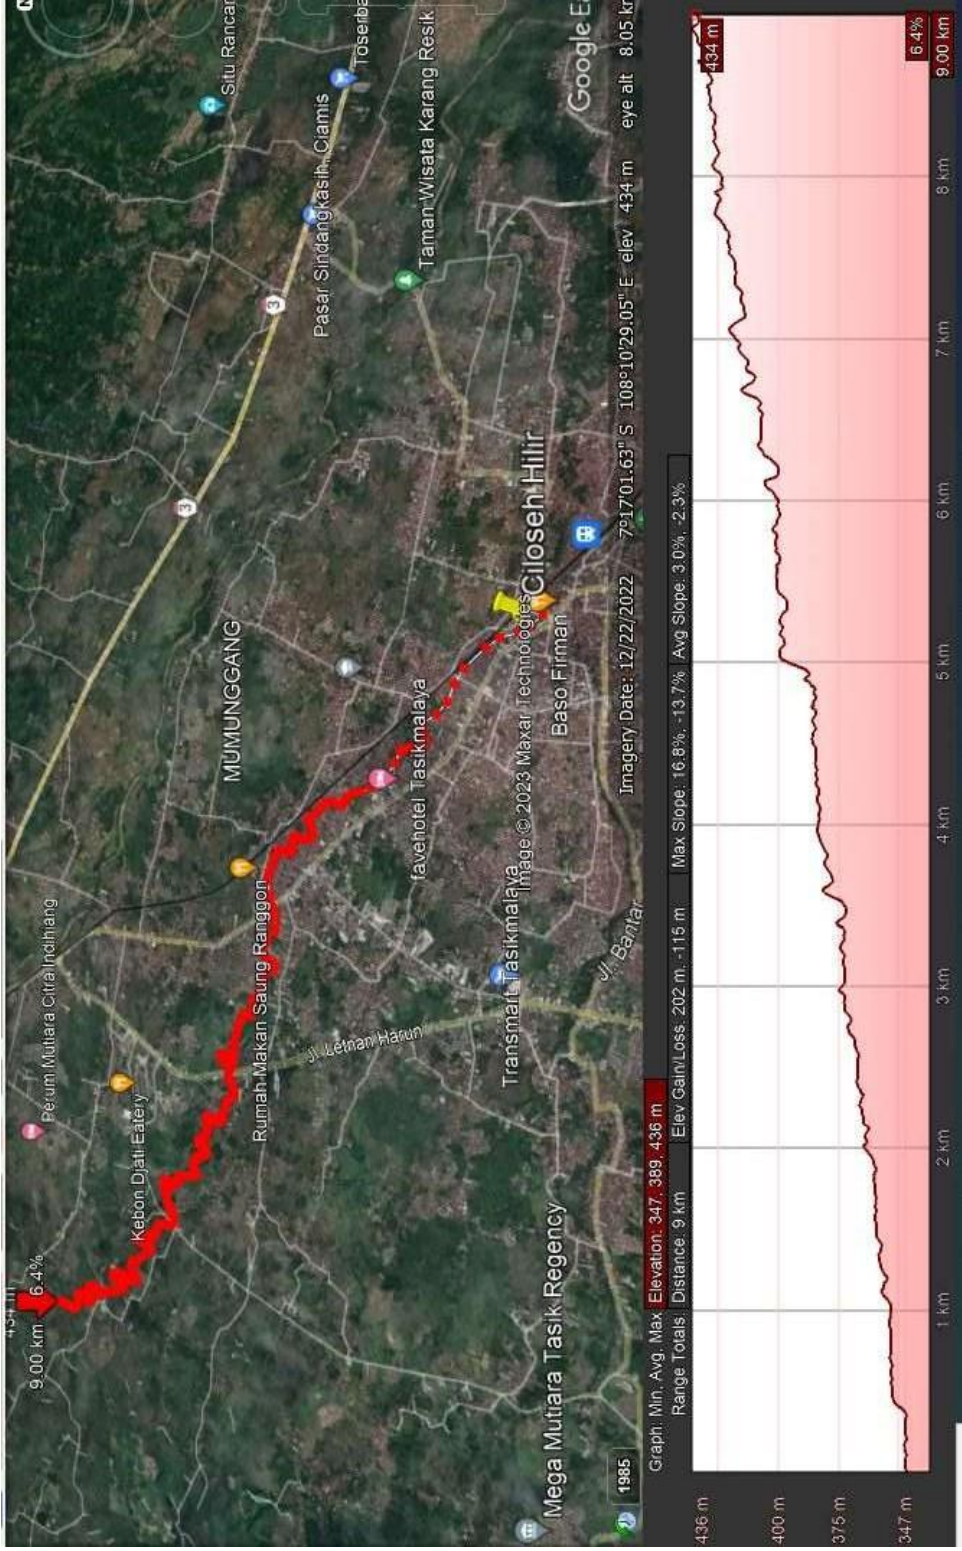 434 m
9.00 km 6.4%
Perum Mutiara Citra Indihiang
Kebon Djati Eatery
Rumah Makan Saung Ranggon
MUMUNGGANG
3
3
Situ Rancan
Pasar Sindangkasih, Ciamis
Toserba
Taman Wisata Karang Resik
favehotel Tasikmalaya
Jl. Letnan Harun
Transmart Tasikmalaya
Mega Mutiara Tasik Regency
Ciloseh Hilir
Baso Firman
Jl. Bantar
Image © 2023 Maxar Technologies
Google Ea
1985
Imagery Date: 12/22/2022 7°17'01.63" S 108°10'29.05" E elev 434 m eye alt 8.05 km
Graph: Min, Avg, Max Elevation: 347, 389, 436 m
Range Totals: Distance: 9 km Elev Gain/Loss: 202 m, -115 m Max Slope: 16.8%, -13.7% Avg Slope: 3.0%, -2.3%
436 m
400 m
375 m
347 m
434 m
6.4%
1 km 2 km 3 km 4 km 5 km 6 km 7 km 8 km 9.00 km